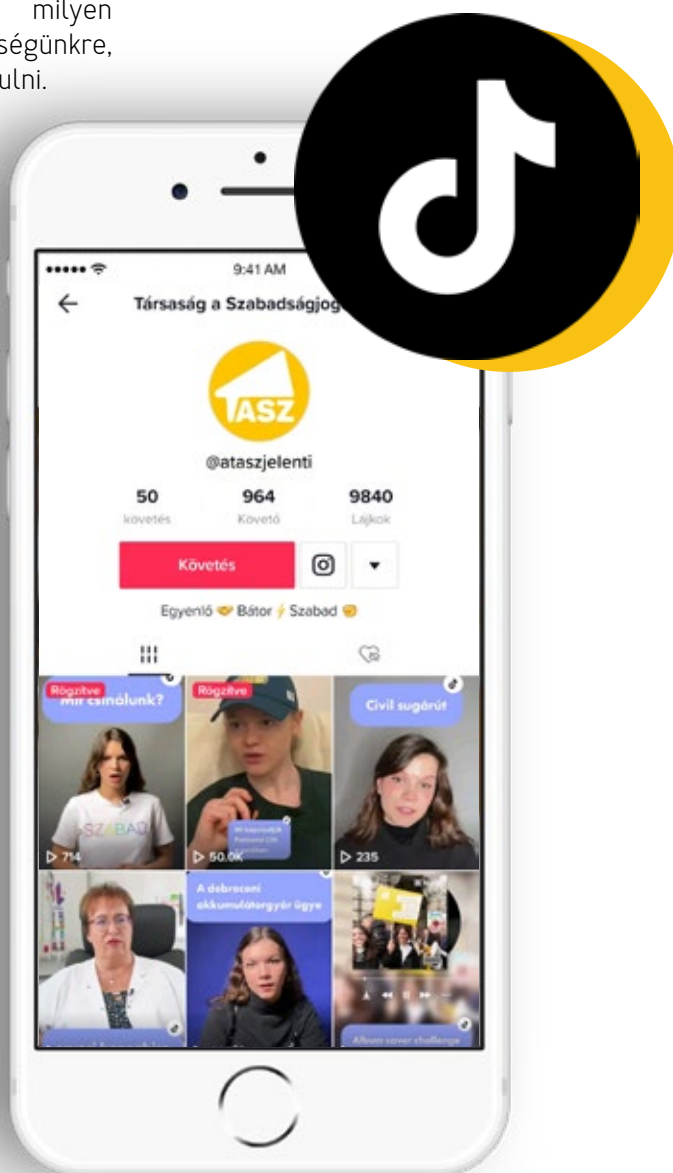 milyen
ségünkre,
ulni.
9:41 AM
Társaság a Szabadságjog
TASZ
@ataszjelenti
50 964 9840
követés Követő Lájkok
Követés
Egyenlő Bátor Szabad
Rögzítve Rögzítve
Mit csinálunk? Civil sugárút
SZABAD
714 50.0K 235
A debreceni
akkumulátorgyár ügye
Album cover challenge